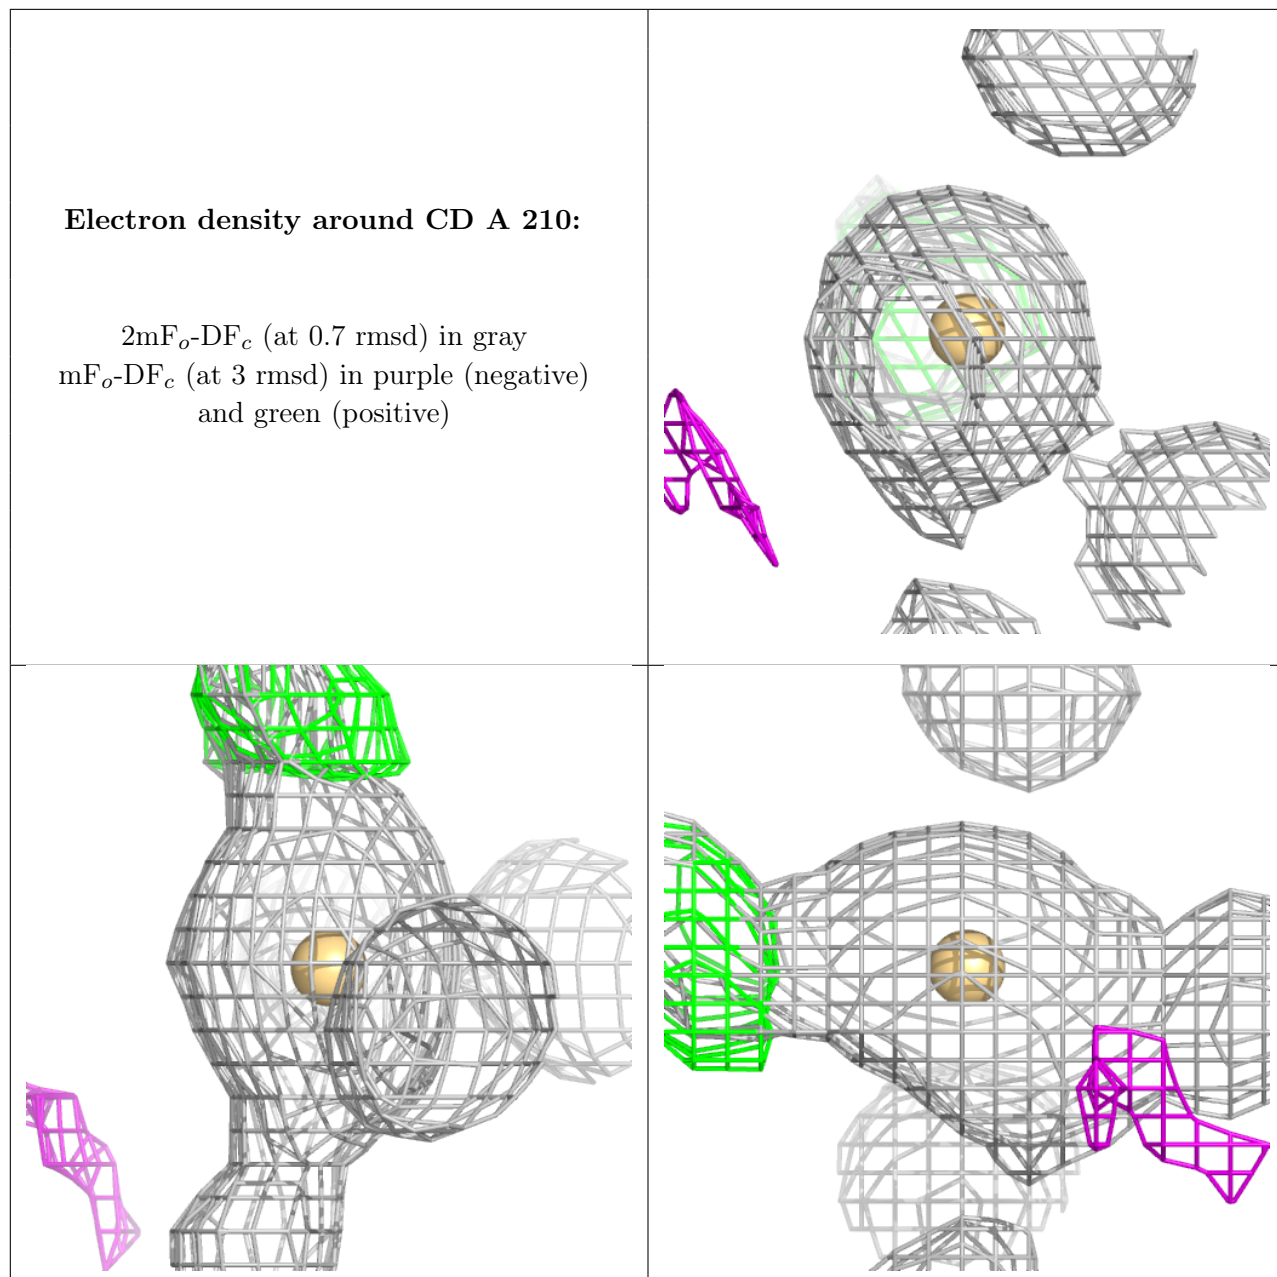 Electron density around CD A 210:
2mFo-DFc (at 0.7 rmsd) in gray
mFo-DFc (at 3 rmsd) in purple (negative)
and green (positive)